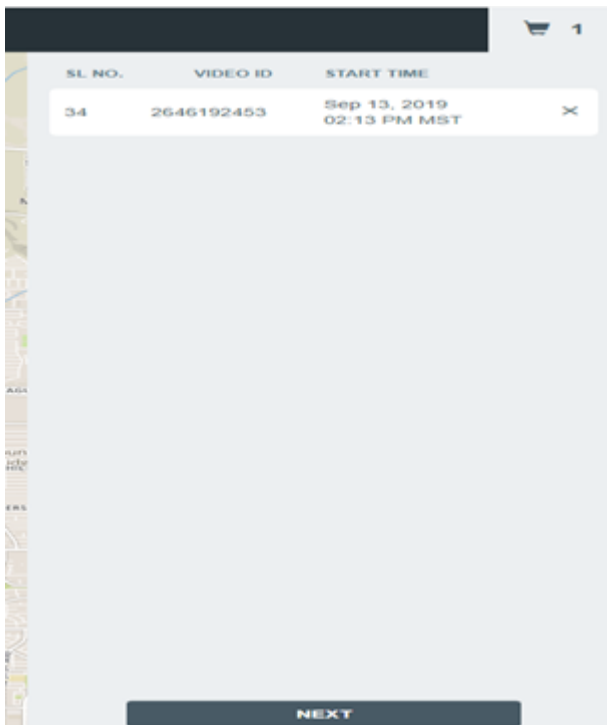 1
SL NO. VIDEO ID START TIME
34 2646192453 Sep 13, 2019
02:13 PM MST
NEXT